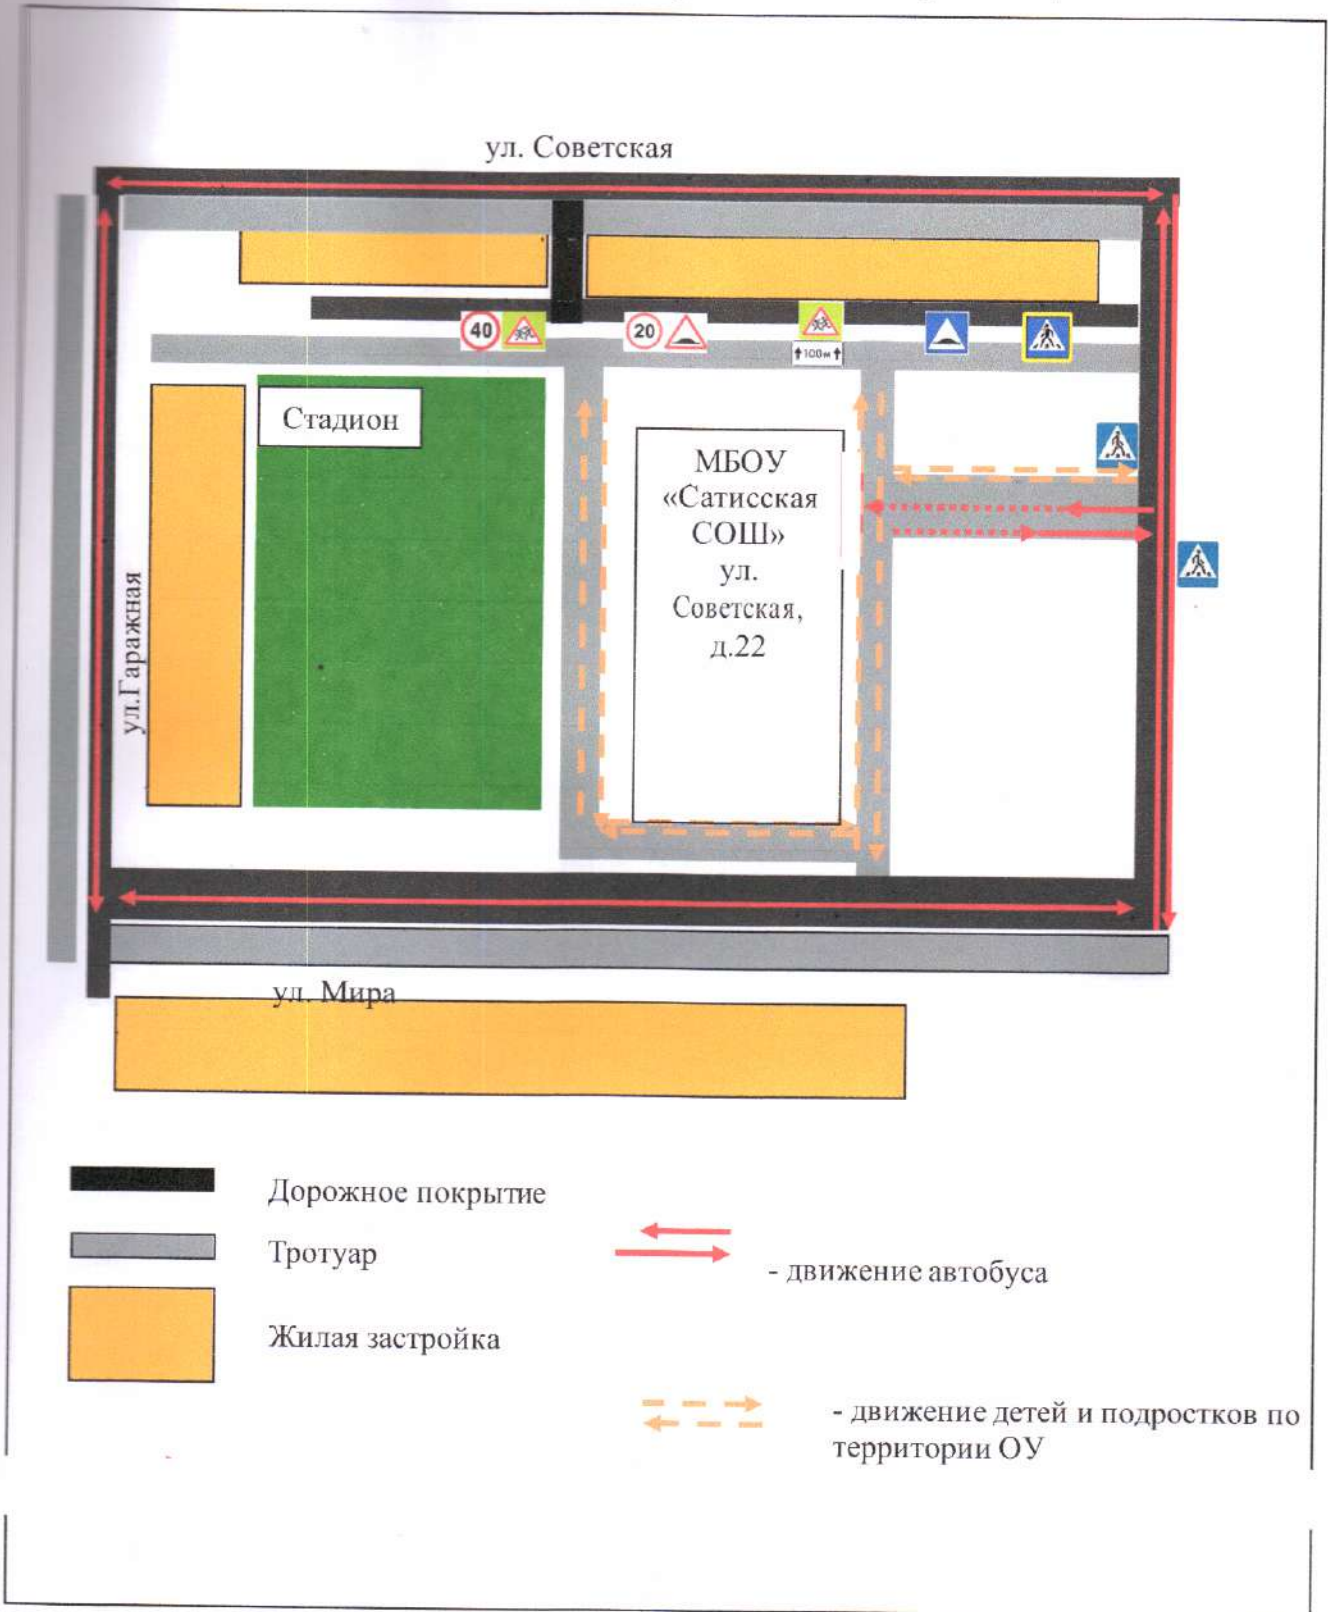 ул. Советская
40
20
100м
Стадион
МБОУ
«Сатисская
СОШ»
ул.
Советская,
д.22
ул.Гаражная
ул. Мира
Дорожное покрытие
Тротуар
- движение автобуса
Жилая застройка
- движение детей и подростков по
территории ОУ